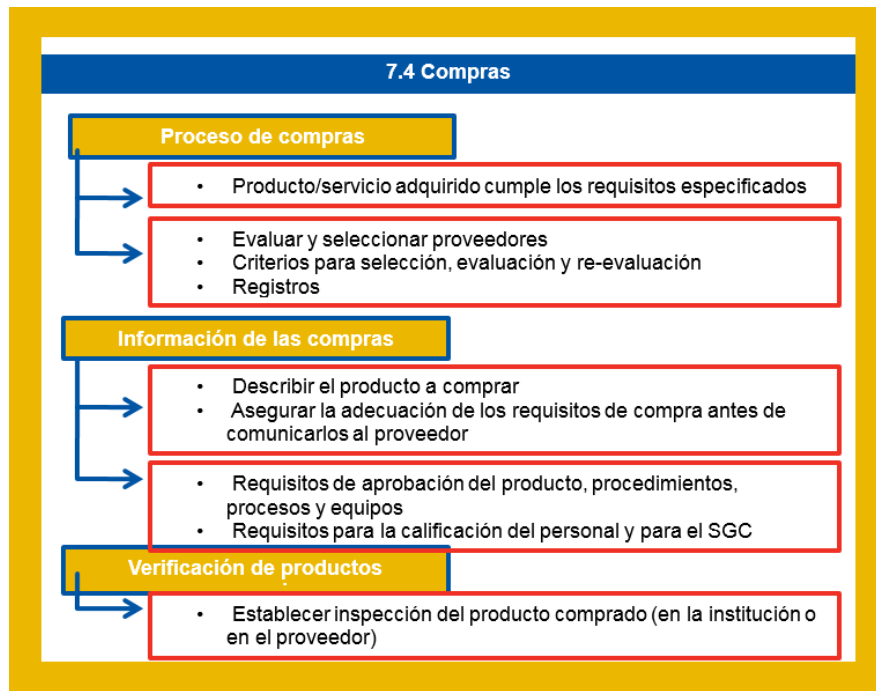 7.4 Compras
Proceso de compras
• Producto/servicio adquirido cumple los requisitos especificados
• Evaluar y seleccionar proveedores
• Criterios para selección, evaluación y re-evaluación
• Registros
Información de las compras
• Describir el producto a comprar
• Asegurar la adecuación de los requisitos de compra antes de
comunicarlos al proveedor
• Requisitos de aprobación del producto, procedimientos,
procesos y equipos
• Requisitos para la calificación del personal y para el SGC
Verificación de productos
• Establecer inspección del producto comprado (en la institución o
en el proveedor)